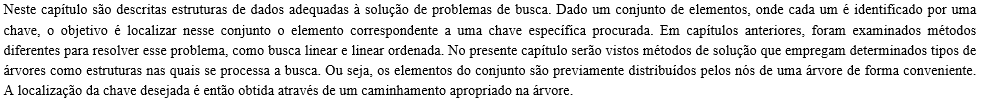 Neste capítulo são descritas estruturas de dados adequadas à solução de problemas de busca. Dado um conjunto de elementos, onde cada um é identificado por uma
chave, o objetivo é localizar nesse conjunto o elemento correspondente a uma chave específica procurada. Em capítulos anteriores, foram examinados métodos
diferentes para resolver esse problema, como busca linear e linear ordenada. No presente capítulo serão vistos métodos de solução que empregam determinados tipos de
árvores como estruturas nas quais se processa a busca. Ou seja, os elementos do conjunto são previamente distribuídos pelos nós de uma árvore de forma conveniente.
A localização da chave desejada é então obtida através de um caminhamento apropriado na árvore.